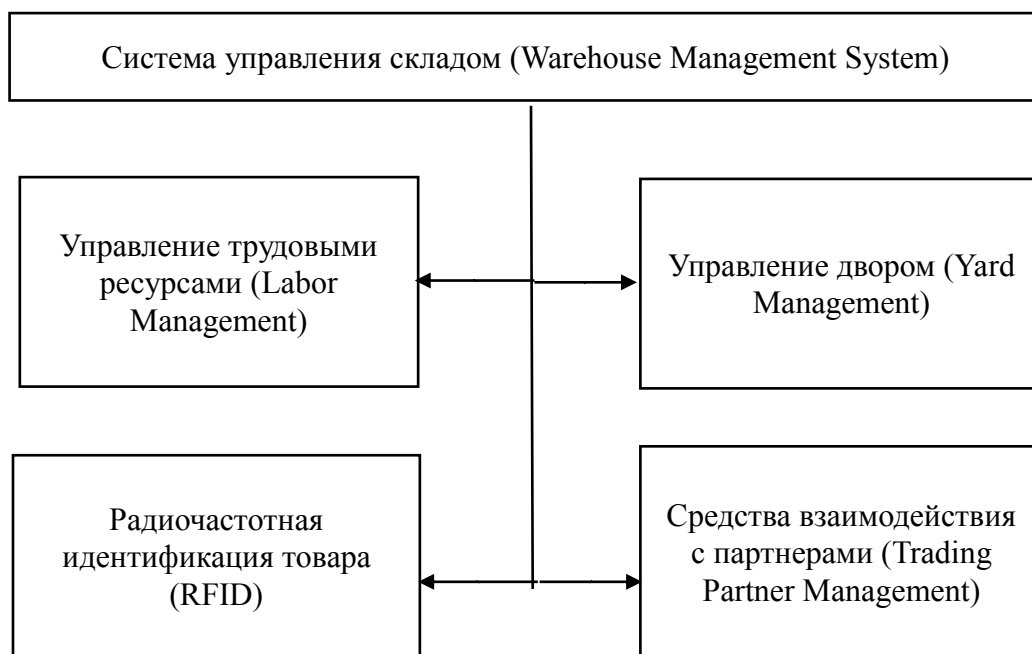 Система управления складом (Warehouse Management System)
Управление трудовыми
ресурсами (Labor
Management)
Управление двором (Yard
Management)
Радиочастотная
идентификация товара
(RFID)
Средства взаимодействия
с партнерами (Trading
Partner Management)